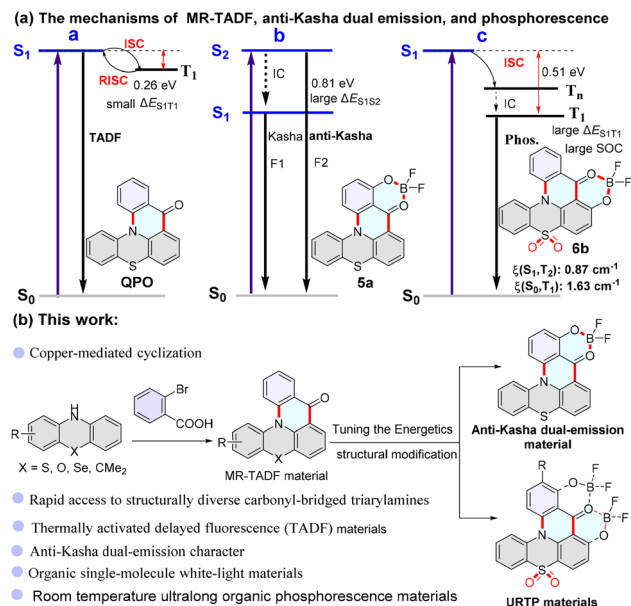 (a) The mechanisms of MR-TADF, anti-Kasha dual emission, and phosphorescence
a
S1
ISC
RISC
T1
0.26 eV
small ΔES1T1
TADF
O
N
S
QPO
S0
b
S2
IC
0.81 eV
large ΔES1S2
S1
Kasha
anti-Kasha
F1
F2
O
B
F
F
O
N
S
5a
S0
c
S1
ISC
0.51 eV
Tn
IC
T1
Phos.
large ΔES1T1
large SOC
F
F
B
O
O
N
S
O
O
6b
ξ(S1,T2): 0.87 cm-1
ξ(S0,T1): 1.63 cm-1
S0
(b) This work:
Copper-mediated cyclization
H
N
R
X
X = S, O, Se, CMe2
Br
COOH
O
N
R
X
MR-TADF material
Tuning the Energetics
structural modification
O
B
F
F
O
N
S
Anti-Kasha dual-emission
material
Rapid access to structurally diverse carbonyl-bridged triarylamines
Thermally activated delayed fluorescence (TADF) materials
Anti-Kasha dual-emission character
Organic single-molecule white-light materials
Room temperature ultralong organic phosphorescence materials
R
F
O
B
F
F
O
B
F
O
N
S
O
O
URTP materials